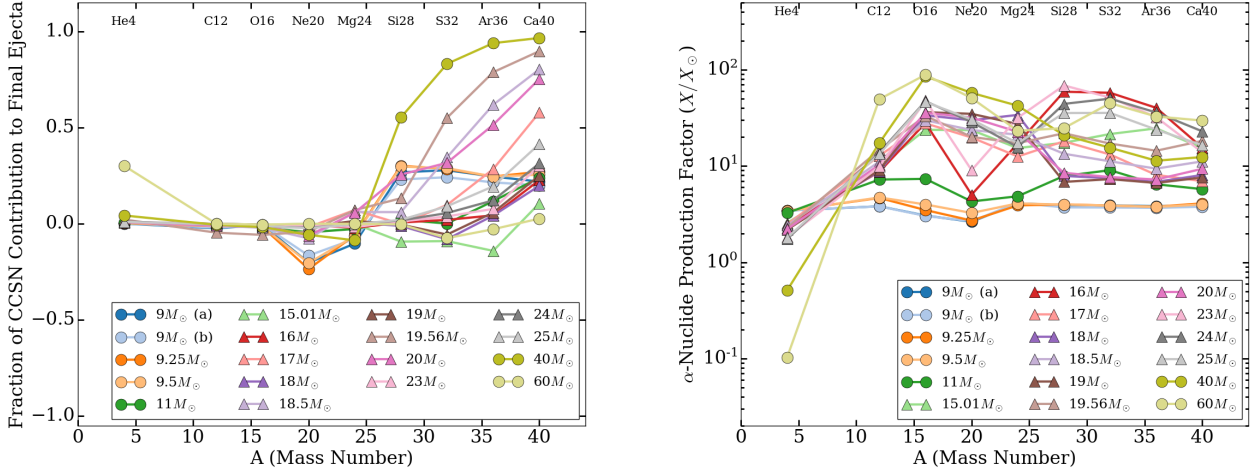 Fraction of CCSN Contribution to Final Ejecta
1.0
0.5
0.0
−0.5
−1.0
He4 C12 O16 Ne20 Mg24 Si28 S32 Ar36 Ca40
9M☉ (a) 15.01M☉ 19M☉ 24M☉
9M☉ (b) 16M☉ 19.56M☉ 25M☉
9.25M☉ 17M☉ 20M☉ 40M☉
9.5M☉ 18M☉ 23M☉ 60M☉
11M☉ 18.5M☉
0 5 10 15 20 25 30 35 40
A (Mass Number)
α-Nuclide Production Factor (X/X☉)
10²
10¹
10⁰
10⁻¹
He4 C12 O16 Ne20 Mg24 Si28 S32 Ar36 Ca40
9M☉ (a) 16M☉ 20M☉
9M☉ (b) 17M☉ 23M☉
9.25M☉ 18M☉ 24M☉
9.5M☉ 18.5M☉ 25M☉
11M☉ 19M☉ 40M☉
15.01M☉ 19.56M☉ 60M☉
0 5 10 15 20 25 30 35 40
A (Mass Number)